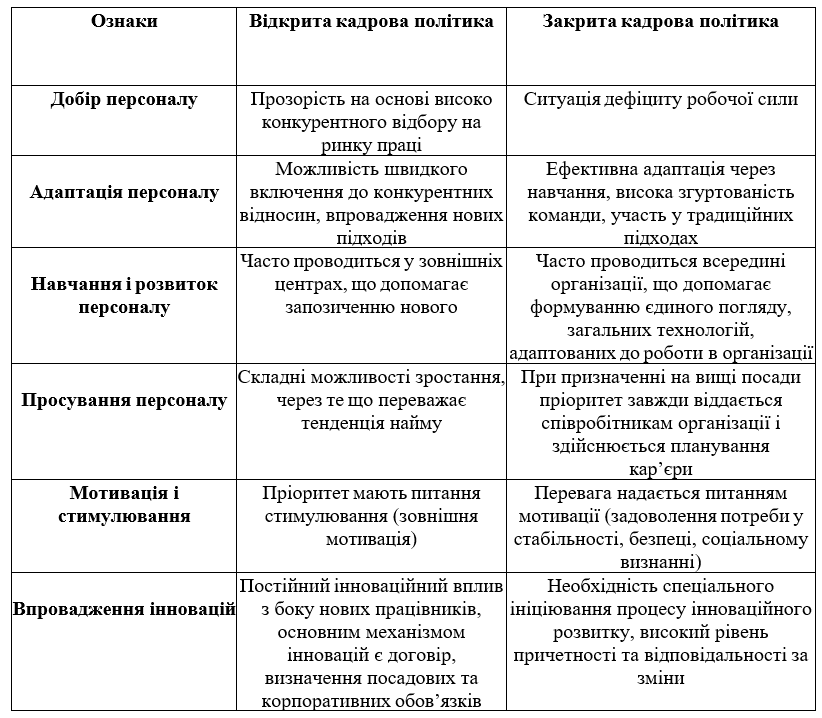 Ознаки
Відкрита кадрова політика
Закрита кадрова політика
Добір персоналу
Прозорість на основі високо
конкурентного відбору на
ринку праці
Ситуація дефіциту робочої сили
Адаптація персоналу
Можливість швидкого
включення до конкурентних
відносин, впровадження нових
підходів
Ефективна адаптація через
навчання, висока згуртованість
команди, участь у традиційних
підходах
Навчання і розвиток
персоналу
Часто проводиться у зовнішніх
центрах, що допомагає
запозиченню нового
Часто проводиться всередині
організації, що допомагає
формуванню єдиного погляду,
загальних технологій,
адаптованих до роботи в організації
Просування персоналу
Складні можливості зростання,
через те що переважає
тенденція найму
При призначенні на вищі посади
пріоритет завжди віддається
співробітникам організації і
здійснюється планування
кар’єри
Мотивація і
стимулювання
Пріоритет мають питання
стимулювання (зовнішня
мотивація)
Перевага надається питанням
мотивації (задоволення потреби у
стабільності, безпеці, соціальному
визнанні)
Впровадження інновацій
Постійний інноваційний вплив
з боку нових працівників,
основним механізмом
інновацій є договір,
визначення посадових та
корпоративних обов’язків
Необхідність спеціального
ініціювання процесу інноваційного
розвитку, високий рівень
причетності та відповідальності за
зміни